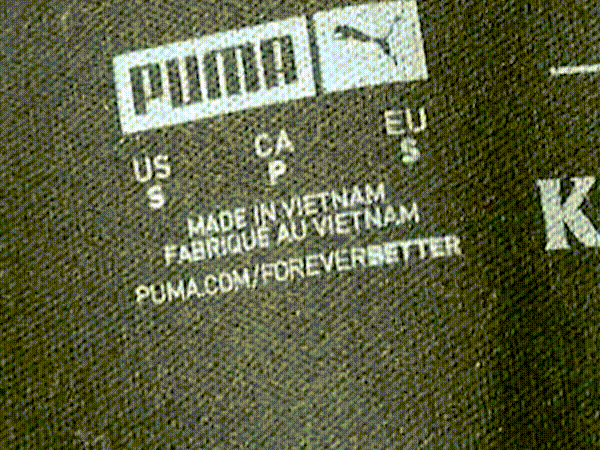 PUMA
US CA EU
S P S
MADE IN VIETNAM
FABRIQUE AU VIETNAM
PUMA.COM/FOREVERBETTER
K